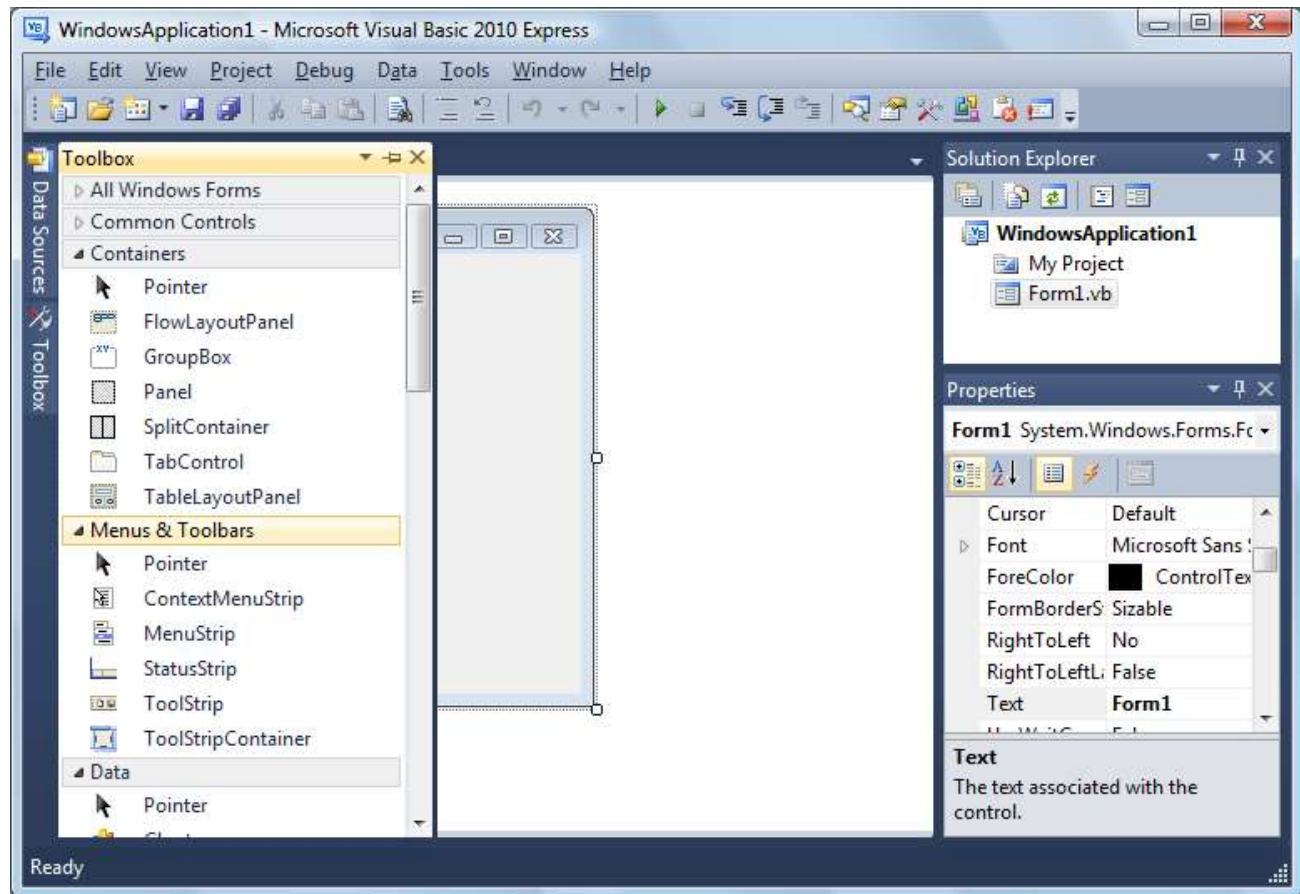 WindowsApplication1 - Microsoft Visual Basic 2010 Express
File Edit View Project Debug Data Tools Window Help
Data Sources
Toolbox
Toolbox
All Windows Forms
Common Controls
Containers
Pointer
FlowLayoutPanel
GroupBox
Panel
SplitContainer
TabControl
TableLayoutPanel
Menus & Toolbars
Pointer
ContextMenuStrip
MenuStrip
StatusStrip
ToolStrip
ToolStripContainer
Data
Pointer
Solution Explorer
WindowsApplication1
My Project
Form1.vb
Properties
Form1 System.Windows.Forms.Fc
Cursor Default
Font Microsoft Sans
ForeColor ControlTex
FormBorderS Sizable
RightToLeft No
RightToLeftL False
Text Form1
Text
The text associated with the
control.
Ready